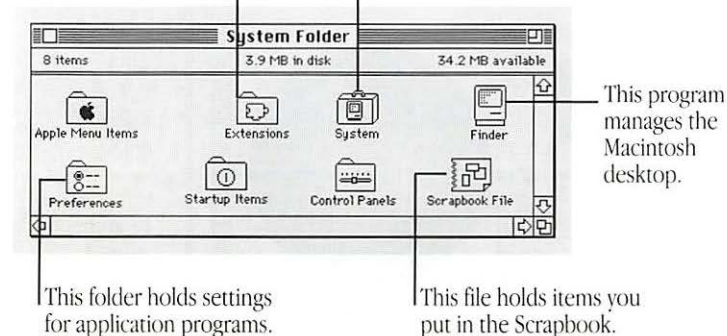 System Folder
8 items 3.9 MB in disk 34.2 MB available
Apple Menu Items Extensions System Finder
Preferences Startup Items Control Panels Scrapbook File
This program
manages the
Macintosh
desktop.
This folder holds settings
for application programs.
This file holds items you
put in the Scrapbook.